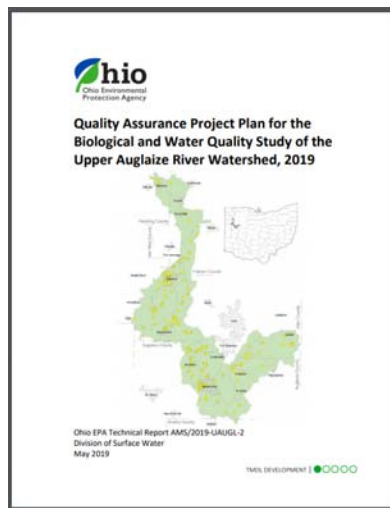 Ohio
Ohio Environmental
Protection Agency
Quality Assurance Project Plan for the
Biological and Water Quality Study of the
Upper Auglaize River Watershed, 2019
Ohio EPA Technical Report AMS/2019-UAUGL-2
Division of Surface Water
May 2019
TMDL DEVELOPMENT |